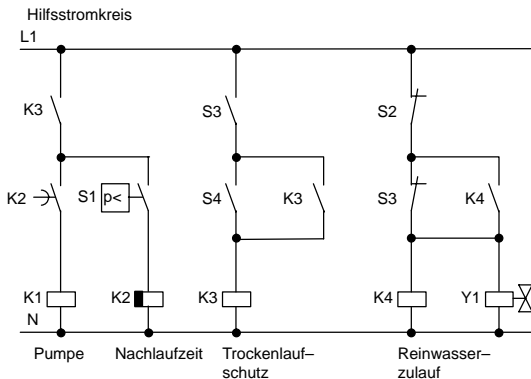 Hilfsstromkreis
L1
K3
S3
S2
K2
S1
p<
S4
K3
S3
K4
K1
K2
K3
K4
Y1
N
Pumpe
Nachlaufzeit
Trockenlauf–
schutz
Reinwasser–
zulauf